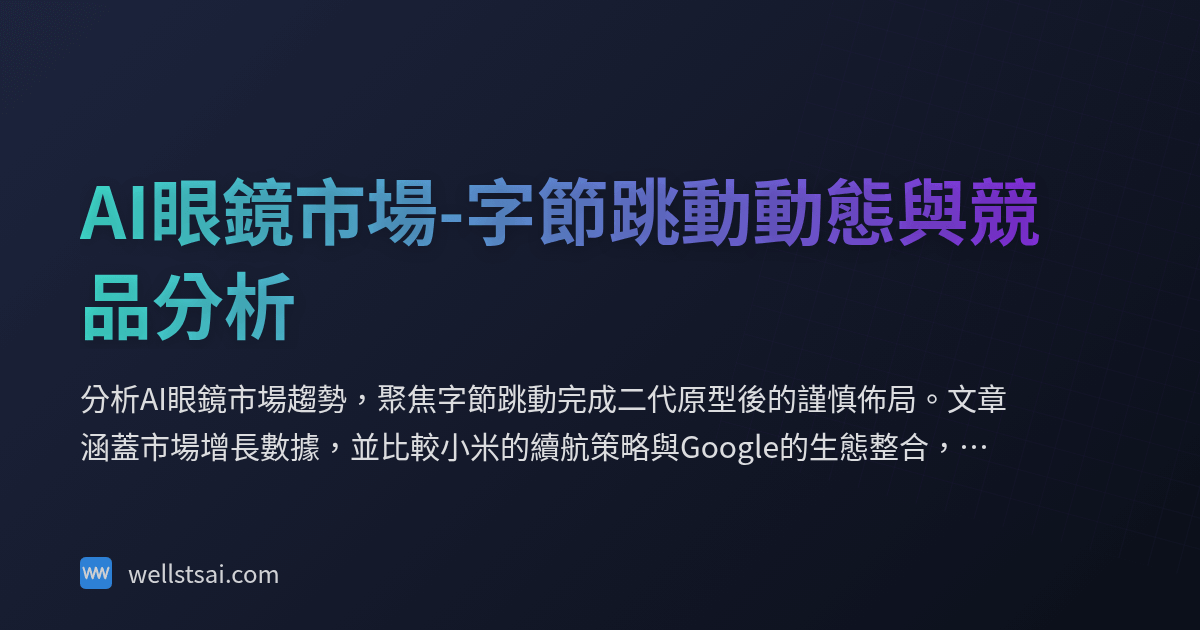 AI眼鏡市場-字節跳動動態與競
品分析
分析AI眼鏡市場趨勢，聚焦字節跳動完成二代原型後的謹慎佈局。文章
涵蓋市場增長數據，並比較小米的續航策略與Google的生態整合，⋯
wellstsai.com